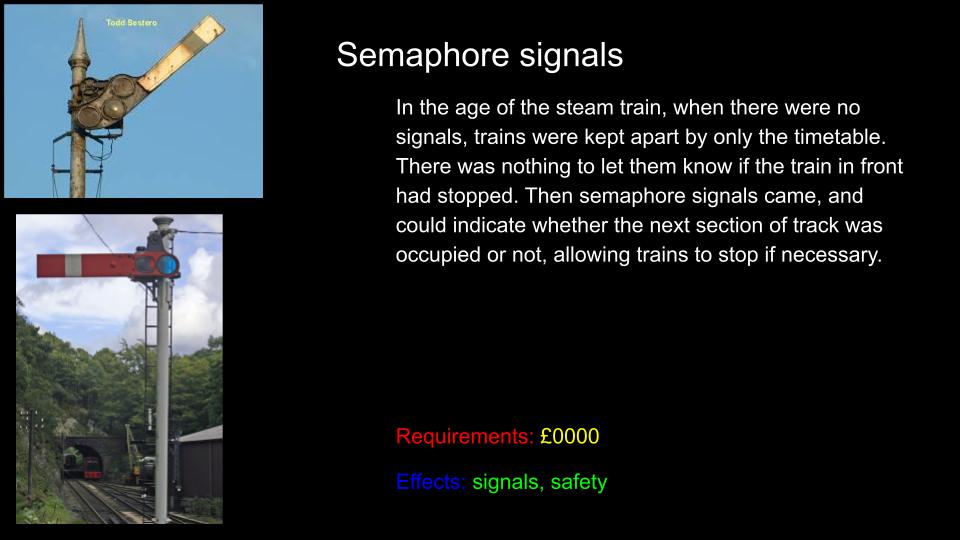 Todd Sestero
Semaphore signals
In the age of the steam train, when there were no
signals, trains were kept apart by only the timetable.
There was nothing to let them know if the train in front
had stopped. Then semaphore signals came, and
could indicate whether the next section of track was
occupied or not, allowing trains to stop if necessary.
Requirements: £0000
Effects: signals, safety